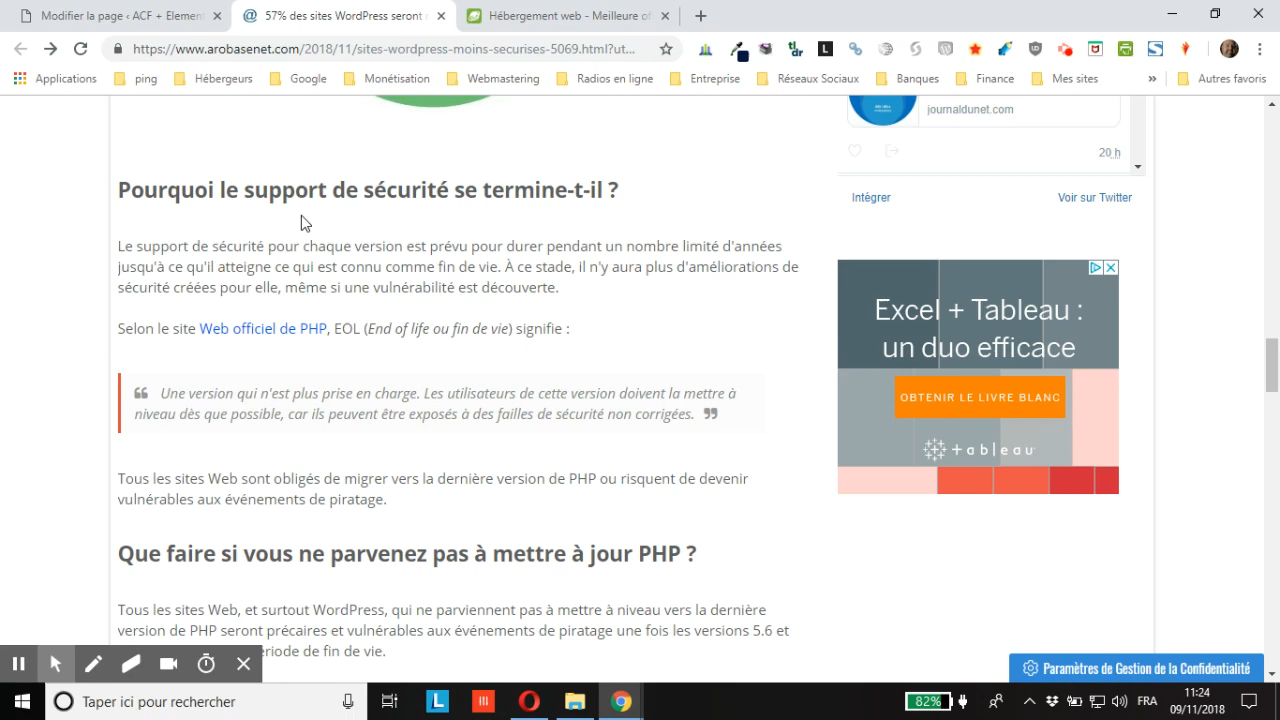 Modifier la page ‹ ACF + Element
57% des sites WordPress seront
Hébergement web - Meilleure of
https://www.arobasenet.com/2018/11/sites-wordpress-moins-securises-5069.html?ut...
Applications
ping
Hébergeurs
Google
Monétisation
Webmastering
Radios en ligne
Entreprise
Réseaux Sociaux
Banques
Finance
Mes sites
»
Autres favoris
journaldunet.com
20 h
Intégrer
Voir sur Twitter
Pourquoi le support de sécurité se termine-t-il ?
Le support de sécurité pour chaque version est prévu pour durer pendant un nombre limité d'années
jusqu'à ce qu'il atteigne ce qui est connu comme fin de vie. À ce stade, il n'y aura plus d'améliorations de
sécurité créées pour elle, même si une vulnérabilité est découverte.
Selon le site Web officiel de PHP, EOL (End of life ou fin de vie) signifie :
Une version qui n'est plus prise en charge. Les utilisateurs de cette version doivent la mettre à
niveau dès que possible, car ils peuvent être exposés à des failles de sécurité non corrigées.
Tous les sites Web sont obligés de migrer vers la dernière version de PHP ou risquent de devenir
vulnérables aux événements de piratage.
Que faire si vous ne parvenez pas à mettre à jour PHP ?
Tous les sites Web, et surtout WordPress, qui ne parviennent pas à mettre à niveau vers la dernière
version de PHP seront précaires et vulnérables aux événements de piratage une fois les versions 5.6 et
ériode de fin de vie.
Excel + Tableau :
un duo efficace
OBTENIR LE LIVRE BLANC
+ableau
Paramètres de Gestion de la Confidentialité
Taper ici pour rechercher
82%
FRA
11:24
09/11/2018